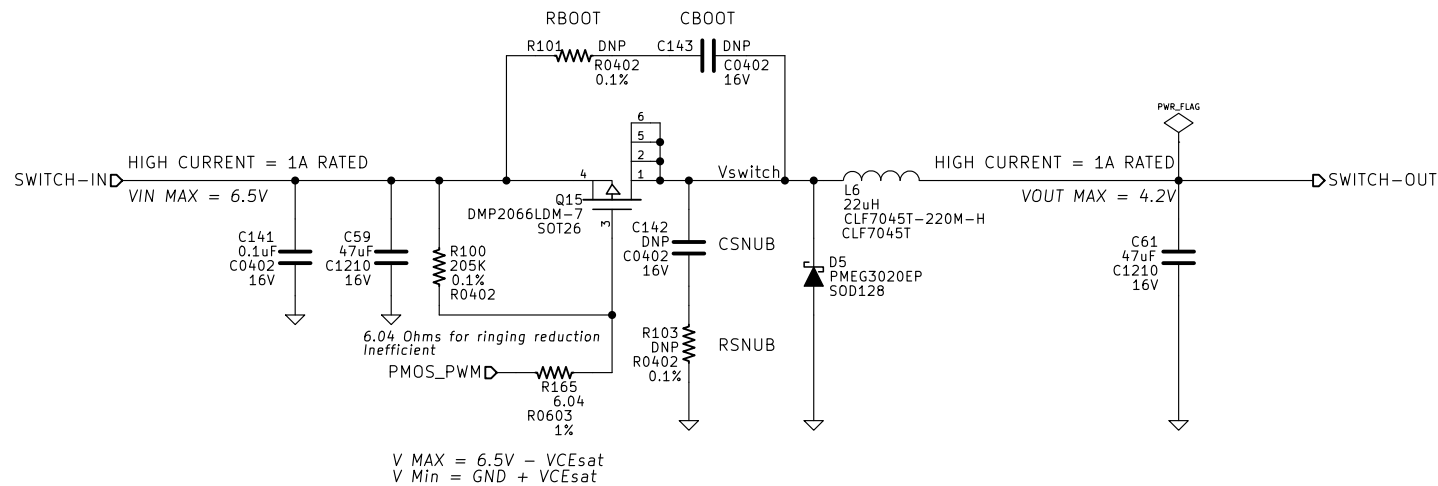 RBOOT CBOOT
R101 DNP C143 DNP
R0402 C0402
0.1% 16V
PWR_FLAG
6
5
2
HIGH CURRENT = 1A RATED 4 1 Vswitch HIGH CURRENT = 1A RATED
SWITCH-IN SWITCH-OUT
VIN MAX = 6.5V VOUT MAX = 4.2V
Q15
DMP2066LDM-7
SOT26
3
L6
22uH
CLF7045T-220M-H
CLF7045T
C141
0.1uF
C0402
16V
C59
47uF
C1210
16V
R100
205K
0.1%
R0402
C142
DNP
C0402
16V
CSNUB
D5
PMEG3020EP
SOD128
C61
47uF
C1210
16V
6.04 Ohms for ringing reduction
Inefficient
R103
DNP
R0402
0.1%
RSNUB
PMOS_PWM
R165
6.04
R0603
1%
V MAX = 6.5V - VCEsat
V Min = GND + VCEsat